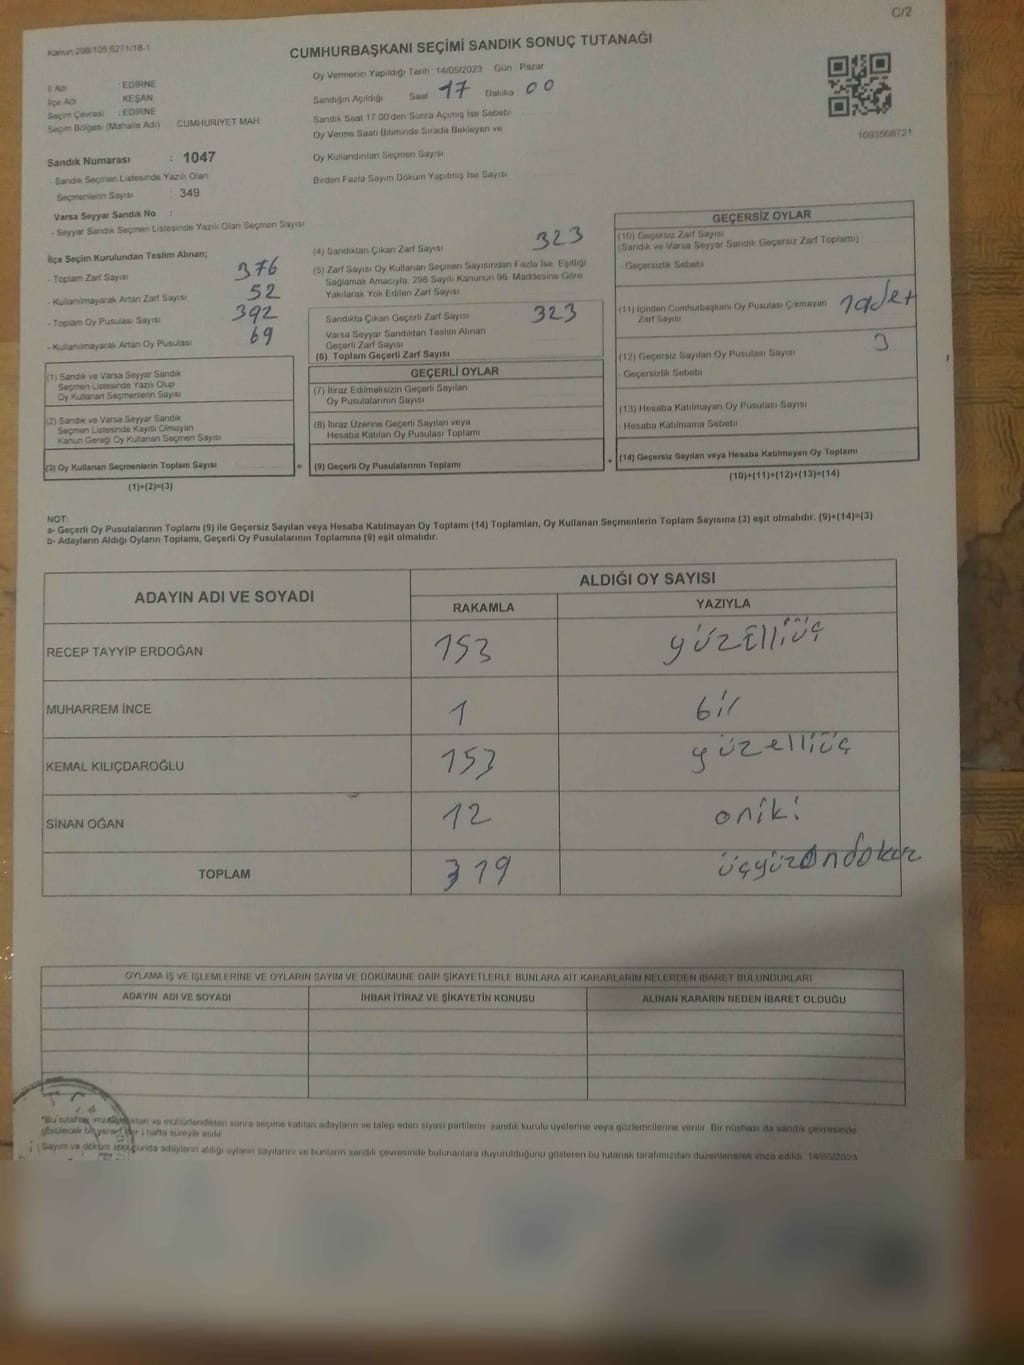 C/2
Kanun:298/105,6271/18-1
CUMHURBAŞKANI SEÇİMİ SANDIK SONUÇ TUTANAĞI
İl Adı : EDİRNE
İlçe Adı : KEŞAN
Seçim Çevresi : EDİRNE
Seçim Bölgesi (Mahalle Adı) CUMHURİYET MAH.
Oy Vermenin Yapıldığı Tarih :14/05/2023 Gün Pazar
Sandığın Açıldığı Saat 17 Dakika 00
Sandık Saat 17.00'den Sonra Açılmış İse Sebebi
Oy Verme Saati Bitiminde Sırada Bekleyen ve
Oy Kullandırılan Seçmen Sayısı
Birden Fazla Sayım Döküm Yapılmış İse Sayısı
1093568721
Sandık Numarası : 1047
- Sandık Seçmen Listesinde Yazılı Olan
Seçmenlerin Sayısı : 349
Varsa Seyyar Sandık No :
- Seyyar Sandık Seçmen Listesinde Yazılı Olan Seçmen Sayısı
İlçe Seçim Kurulundan Teslim Alınan;
- Toplam Zarf Sayısı 376
- Kullanılmayarak Artan Zarf Sayısı 52
- Toplam Oy Pusulası Sayısı 392
- Kullanılmayarak Artan Oy Pusulası 69
(4) Sandıktan Çıkan Zarf Sayısı 323
(5) Zarf Sayısı Oy Kullanan Seçmen Sayısından Fazla İse, Eşitliği
Sağlamak Amacıyla, 298 Sayılı Kanunun 98. Maddesine Göre
Yakılarak Yok Edilen Zarf Sayısı
Sandıkta Çıkan Geçerli Zarf Sayısı 323
Varsa Seyyar Sandıktan Teslim Alınan
Geçerli Zarf Sayısı
(6) Toplam Geçerli Zarf Sayısı
GEÇERSİZ OYLAR
(10) Geçersiz Zarf Sayısı
(Sandık ve Varsa Seyyar Sandık Geçersiz Zarf Toplamı)
- Geçersizlik Sebebi
(11) İçinden Cumhurbaşkanı Oy Pusulası Çıkmayan
Zarf Sayısı 1 adet
(12) Geçersiz Sayılan Oy Pusulası Sayısı 3
- Geçersizlik Sebebi
(13) Hesaba Katılmayan Oy Pusulası Sayısı
- Hesaba Katılmama Sebebi
(14) Geçersiz Sayılan veya Hesaba Katılmayan Oy Toplamı
(10)+(11)+(12)+(13)=(14)
(1) Sandık ve Varsa Seyyar Sandık
Seçmen Listesinde Yazılı Olup
Oy Kullanan Seçmenlerin Sayısı
(2) Sandık ve Varsa Seyyar Sandık
Seçmen Listesinde Kayıtlı Olmayan
Kanun Gereği Oy Kullanan Seçmen Sayısı
(3) Oy Kullanan Seçmenlerin Toplam Sayısı
(1)+(2)=(3)
=
GEÇERLİ OYLAR
(7) İtiraz Edilmeksizin Geçerli Sayılan
Oy Pusulalarının Sayısı
(8) İtiraz Üzerine Geçerli Sayılan veya
Hesaba Katılan Oy Pusulası Toplamı
(9) Geçerli Oy Pusulalarının Toplamı
+
NOT:
a- Geçerli Oy Pusulalarının Toplamı (9) ile Geçersiz Sayılan veya Hesaba Katılmayan Oy Toplamı (14) Toplamları, Oy Kullanan Seçmenlerin Toplam Sayısına (3) eşit olmalıdır. (9)+(14)=(3)
b- Adayların Aldığı Oyların Toplamı, Geçerli Oy Pusulalarının Toplamına (9) eşit olmalıdır.
ADAYIN ADI VE SOYADI ALDIĞI OY SAYISI
RAKAMLA YAZIYLA
RECEP TAYYİP ERDOĞAN 153 yüzelliüç
MUHARREM İNCE 1 bir
KEMAL KILIÇDAROĞLU 153 yüzelliüç
SİNAN OĞAN 12 oniki
TOPLAM 319 üçyüzondokuz
OYLAMA İŞ VE İŞLEMLERİNE VE OYLARIN SAYIM VE DÖKÜMÜNE DAİR ŞİKAYETLERLE BUNLARA AİT KARARLARIN NELERDEN İBARET BULUNDUKLARI
ADAYIN ADI VE SOYADI İHBAR İTİRAZ VE ŞİKAYETİN KONUSU ALINAN KARARIN NEDEN İBARET OLDUĞU
*Bu tutanak imzalandıktan ve mühürlendikten sonra seçime katılan adayların ve talep eden siyasi partilerin sandık kurulu üyelerine veya gözlemcilerine verilir. Bir nüshası da sandık çevresinde
görülecek bir yere (bir) hafta süreyle asılır.
Sayım ve döküm sonucunda adayların aldığı oyların sayılarını ve bunların sandık çevresinde bulunanlara duyurulduğunu gösteren bu tutanak tarafımızdan düzenlenerek imza edildi. 14/05/2023